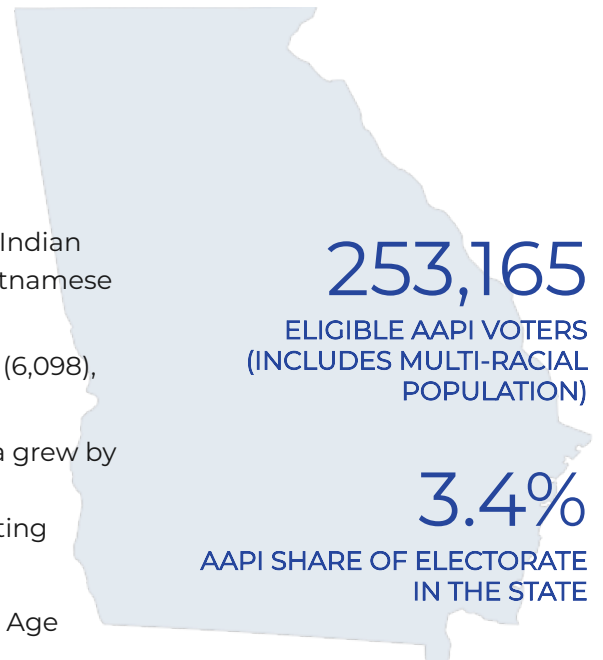 Indian
tnamese
(6,098),
a grew by
ting
Age
253,165
ELIGIBLE AAPI VOTERS
(INCLUDES MULTI-RACIAL
POPULATION)
3.4%
AAPI SHARE OF ELECTORATE
IN THE STATE